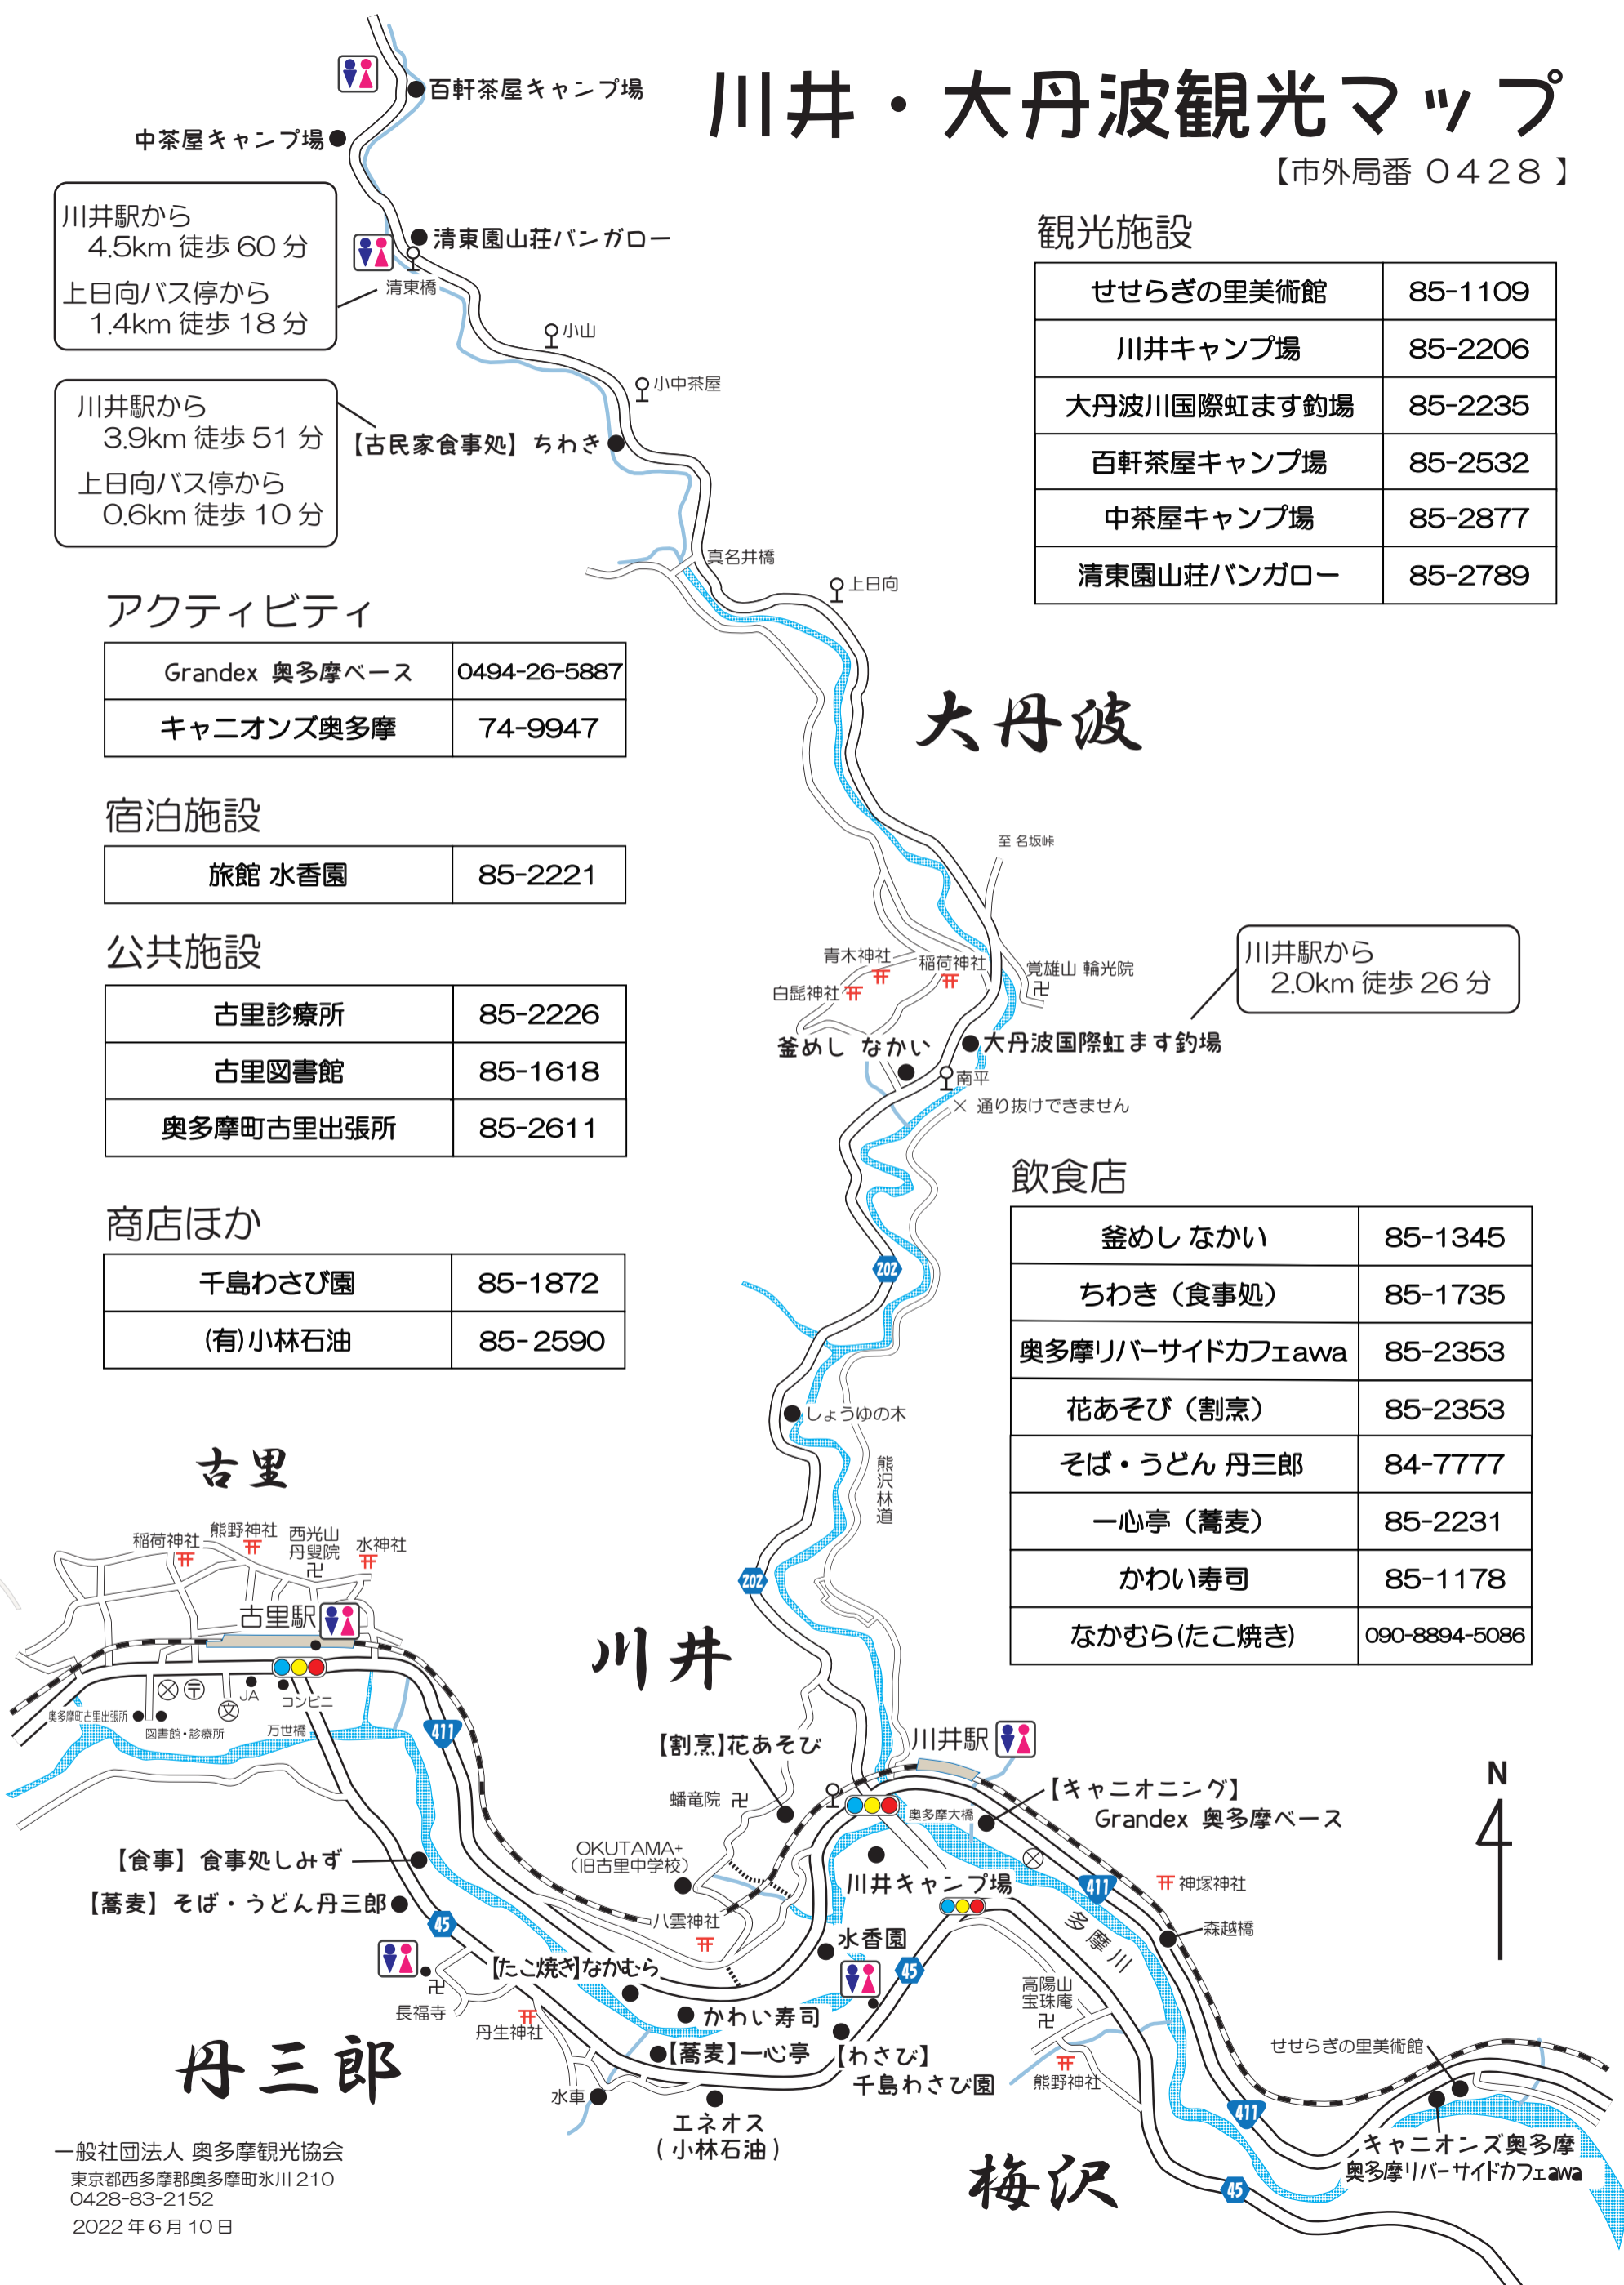 川井・大丹波観光マップ
【市外局番 0428 】
百軒茶屋キャンプ場
中茶屋キャンプ場
川井駅から
4.5km 徒歩 60 分
上日向バス停から
1.4km 徒歩 18 分
清東園山荘バンガロー
清東橋
小山
小中茶屋
川井駅から
3.9km 徒歩 51 分
上日向バス停から
0.6km 徒歩 10 分
【古民家食事処】ちわき
真名井橋
上日向
観光施設
せせらぎの里美術館 85-1109
川井キャンプ場 85-2206
大丹波川国際虹ます釣場 85-2235
百軒茶屋キャンプ場 85-2532
中茶屋キャンプ場 85-2877
清東園山荘バンガロー 85-2789
アクティビティ
Grandex 奥多摩ベース 0494-26-5887
キャニオンズ奥多摩 74-9947
宿泊施設
旅館 水香園 85-2221
公共施設
古里診療所 85-2226
古里図書館 85-1618
奥多摩町古里出張所 85-2611
商店ほか
千島わさび園 85-1872
(有)小林石油 85-2590
大丹波
至 名坂峠
青木神社
稲荷神社
白髭神社
覚雄山 輪光院
川井駅から
2.0km 徒歩 26 分
釜めし なかい
大丹波国際虹ます釣場
南平
× 通り抜けできません
202
しょうゆの木
熊沢林道
202
飲食店
釜めし なかい 85-1345
ちわき（食事処） 85-1735
奥多摩リバーサイドカフェawa 85-2353
花あそび（割烹） 85-2353
そば・うどん 丹三郎 84-7777
一心亭（蕎麦） 85-2231
かわい寿司 85-1178
なかむら(たこ焼き) 090-8894-5086
古里
稲荷神社
熊野神社
西光山
丹叟院
水神社
古里駅
JA
コンビニ
文
奥多摩町古里出張所
図書館・診療所
万世橋
411
川井
【割烹】花あそび
川井駅
蟠竜院
奥多摩大橋
【キャニオニング】
Grandex 奥多摩ベース
OKUTAMA+
（旧古里中学校）
【食事】食事処しみず
【蕎麦】そば・うどん丹三郎
45
川井キャンプ場
411
神塚神社
八雲神社
森越橋
多摩川
水香園
45
【たこ焼き】なかむら
高陽山
宝珠庵
長福寺
丹生神社
かわい寿司
【蕎麦】一心亭
【わさび】
千島わさび園
熊野神社
せせらぎの里美術館
水車
エネオス
( 小林石油 )
411
キャニオンズ奥多摩
奥多摩リバーサイドカフェawa
45
丹三郎
梅沢
N
一般社団法人 奥多摩観光協会
東京都西多摩郡奥多摩町氷川 210
0428-83-2152
2022 年 6 月 10 日